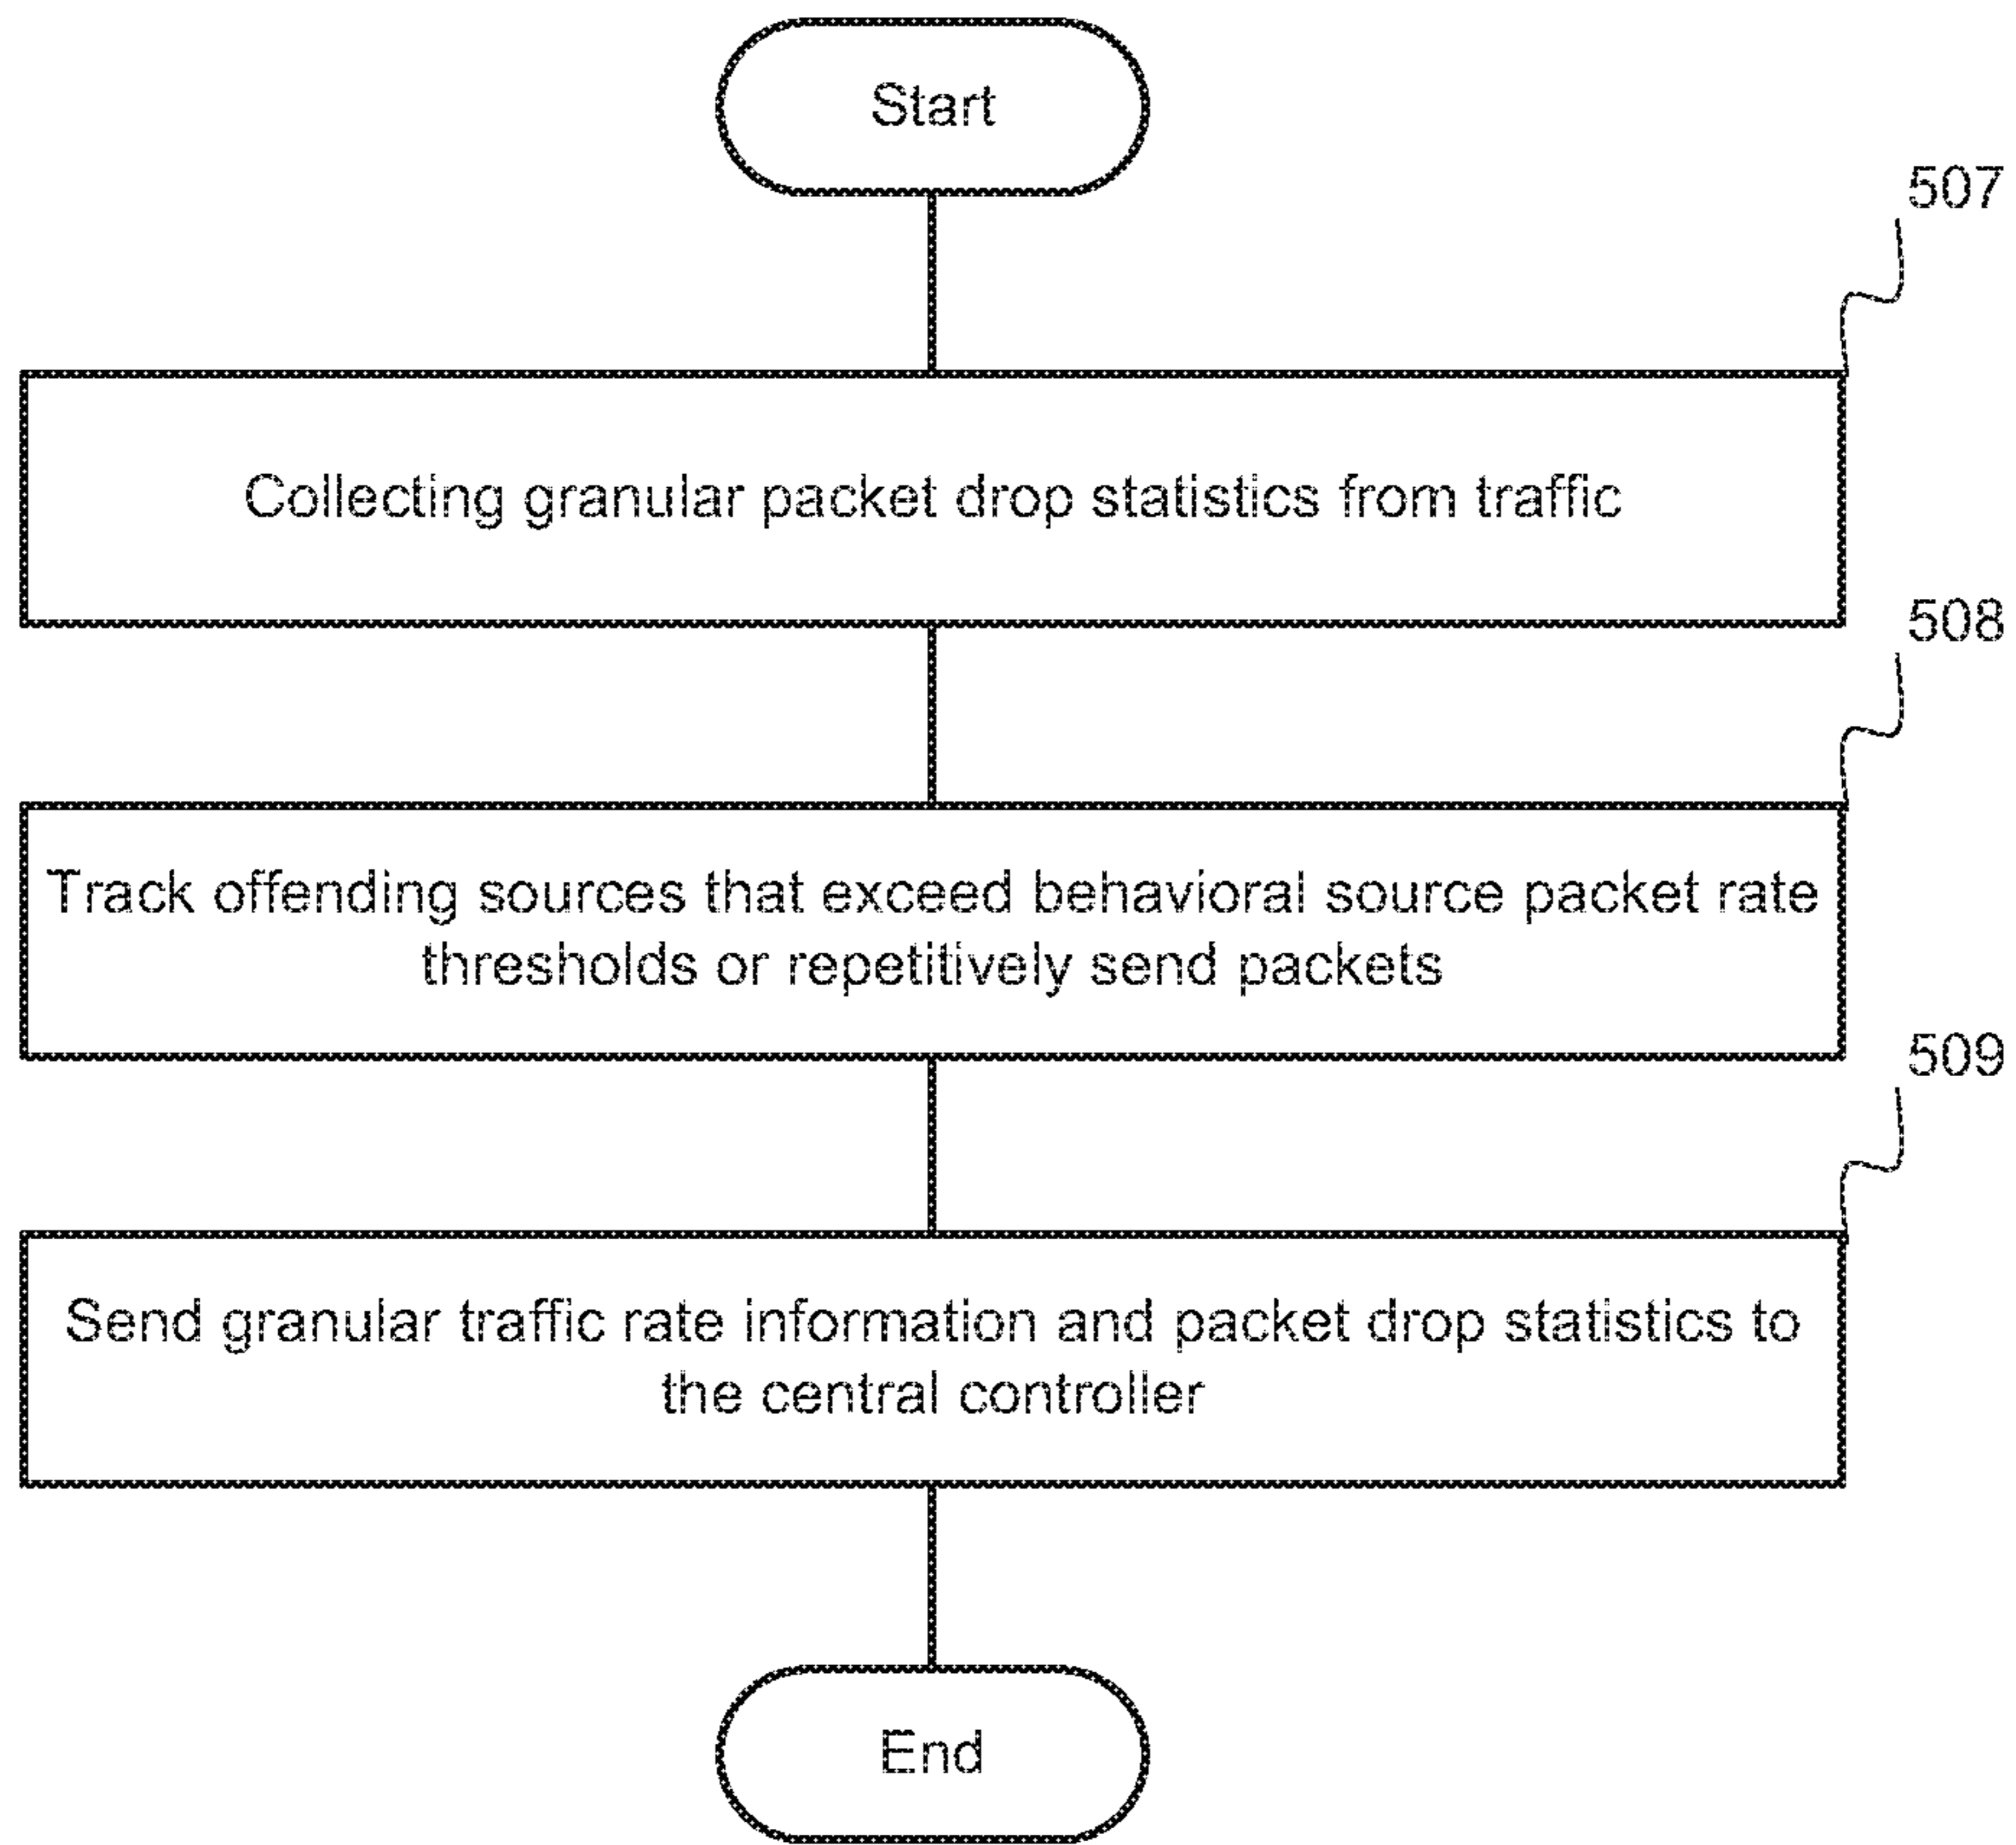 Start
507
Collecting granular packet drop statistics from traffic
508
Track offending sources that exceed behavioral source packet rate
thresholds or repetitively send packets
509
Send granular traffic rate information and packet drop statistics to
the central controller
End